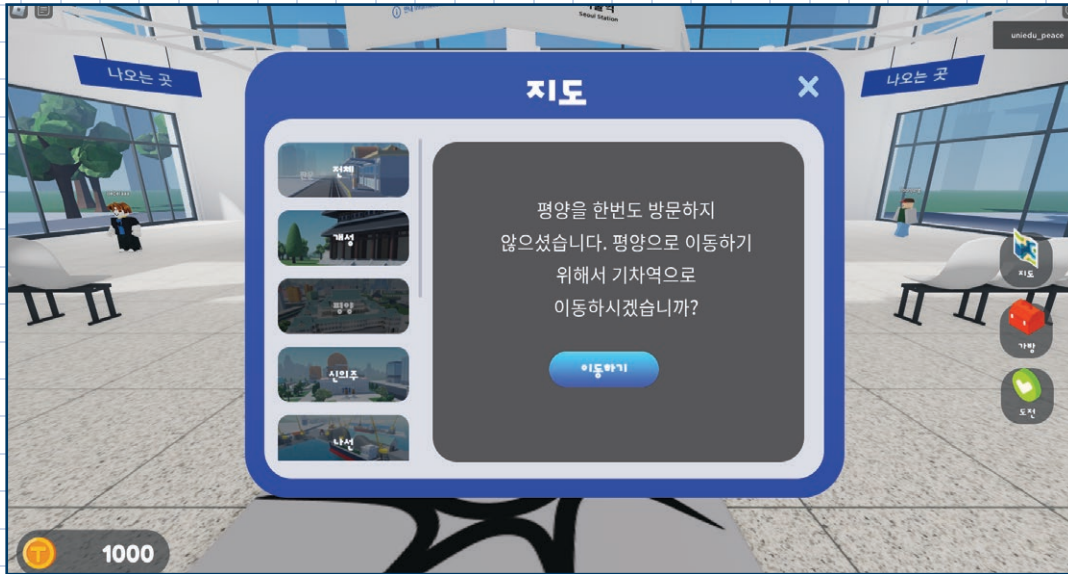 Seoul Station
uniedu_peace
나오는 곳
나오는 곳
지도
전체
개성
평양
신의주
나선
평양을 한번도 방문하지
않으셨습니다. 평양으로 이동하기
위해서 기차역으로
이동하시겠습니까?
이동하기
지도
가방
도전
1000